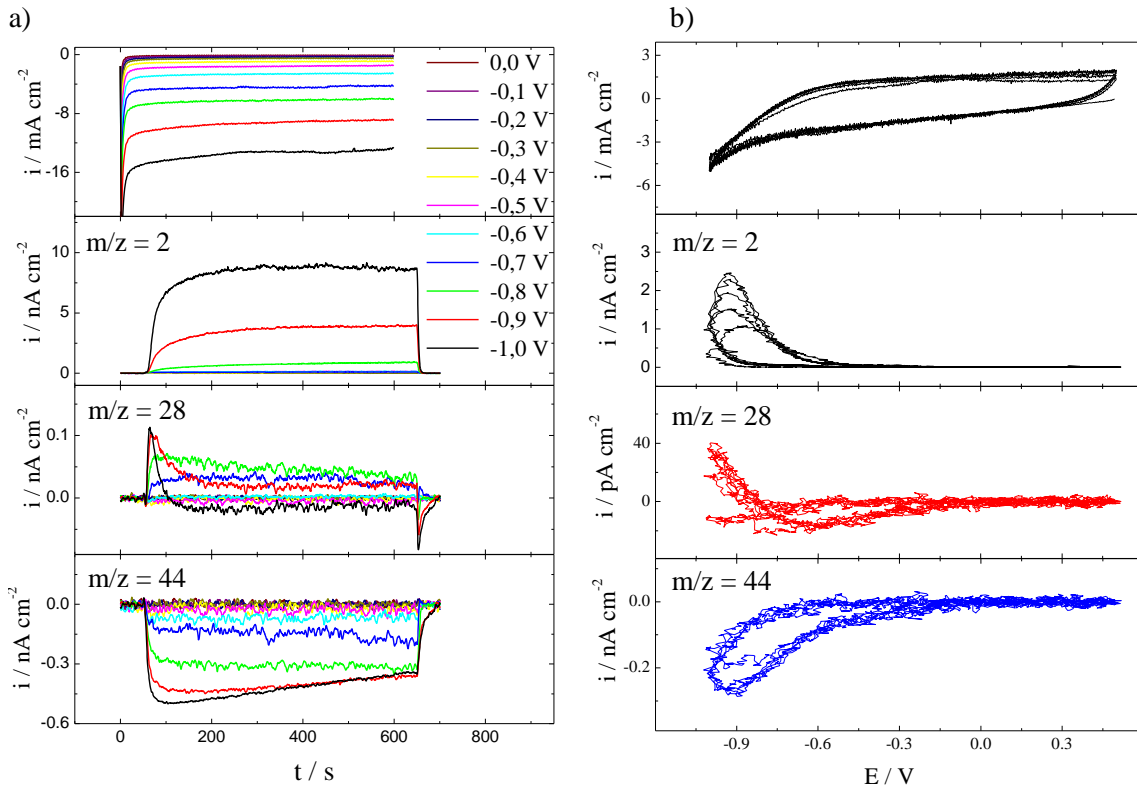 a)
i / mA cm-2
0
-8
-16
0,0 V
-0,1 V
-0,2 V
-0,3 V
-0,4 V
-0,5 V
-0,6 V
-0,7 V
-0,8 V
-0,9 V
-1,0 V
m/z = 2
i / nA cm-2
10
5
0
m/z = 28
i / nA cm-2
0.1
0.0
m/z = 44
i / nA cm-2
0.0
-0.3
-0.6
0 200 400 600 800
t / s
b)
i / mA cm-2
3
0
-3
-6
m/z = 2
i / nA cm-2
3
2
1
0
m/z = 28
i / pA cm-2
40
0
m/z = 44
i / nA cm-2
0.0
-0.2
-0.9 -0.6 -0.3 0.0 0.3
E / V